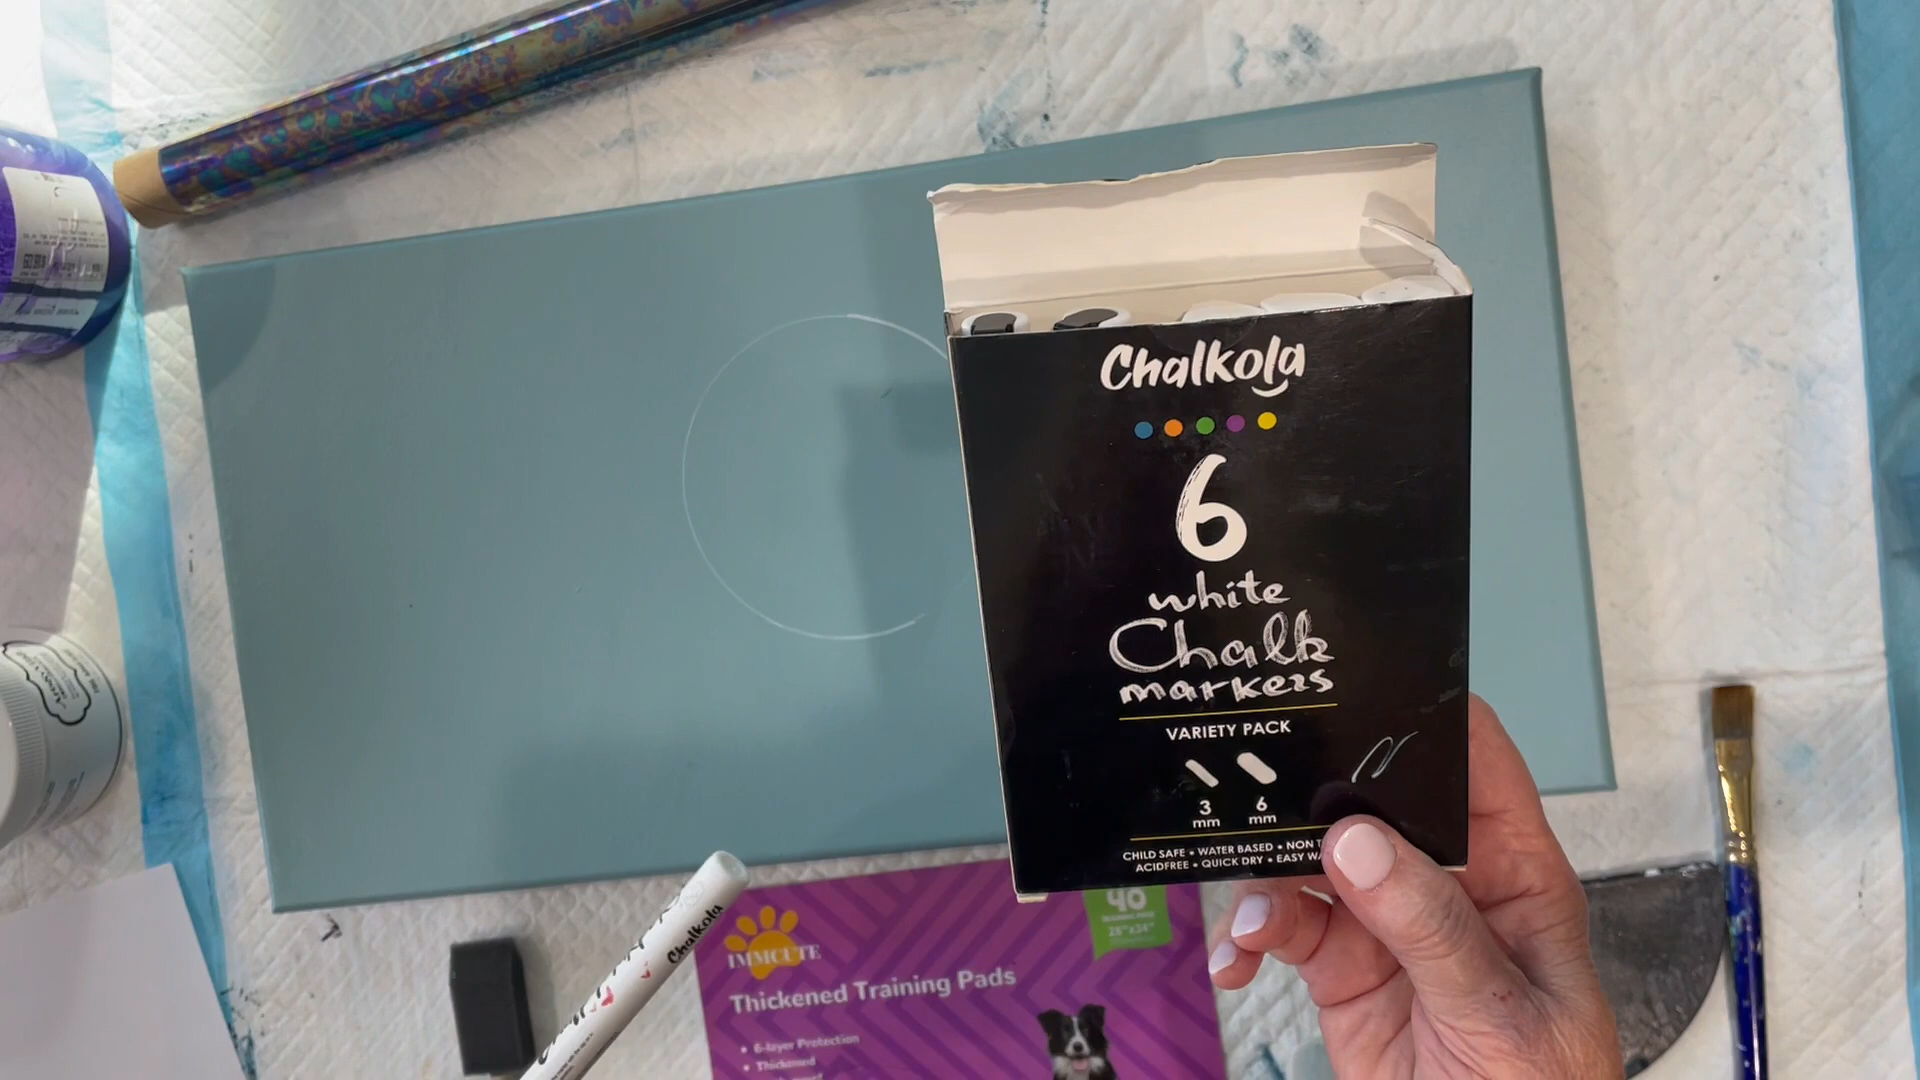 Chalkola
6
white
Chalk
markers
VARIETY PACK
3 6
mm mm
CHILD SAFE • WATER BASED • NON
ACIDFREE • QUICK DRY • EASY
Chalkola
40
IMMCUTE
Thickened Training Pads
• 6-layer Protection
• Thickened